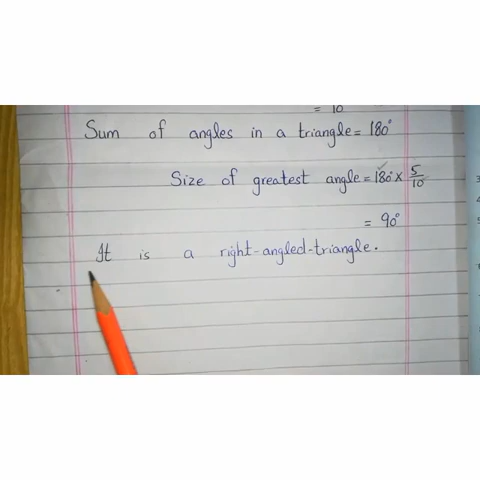 = 10
Sum of angles in a triangle = 180°
Size of greatest angle = 180° × 5/10
= 90°
It is a right-angled-triangle.